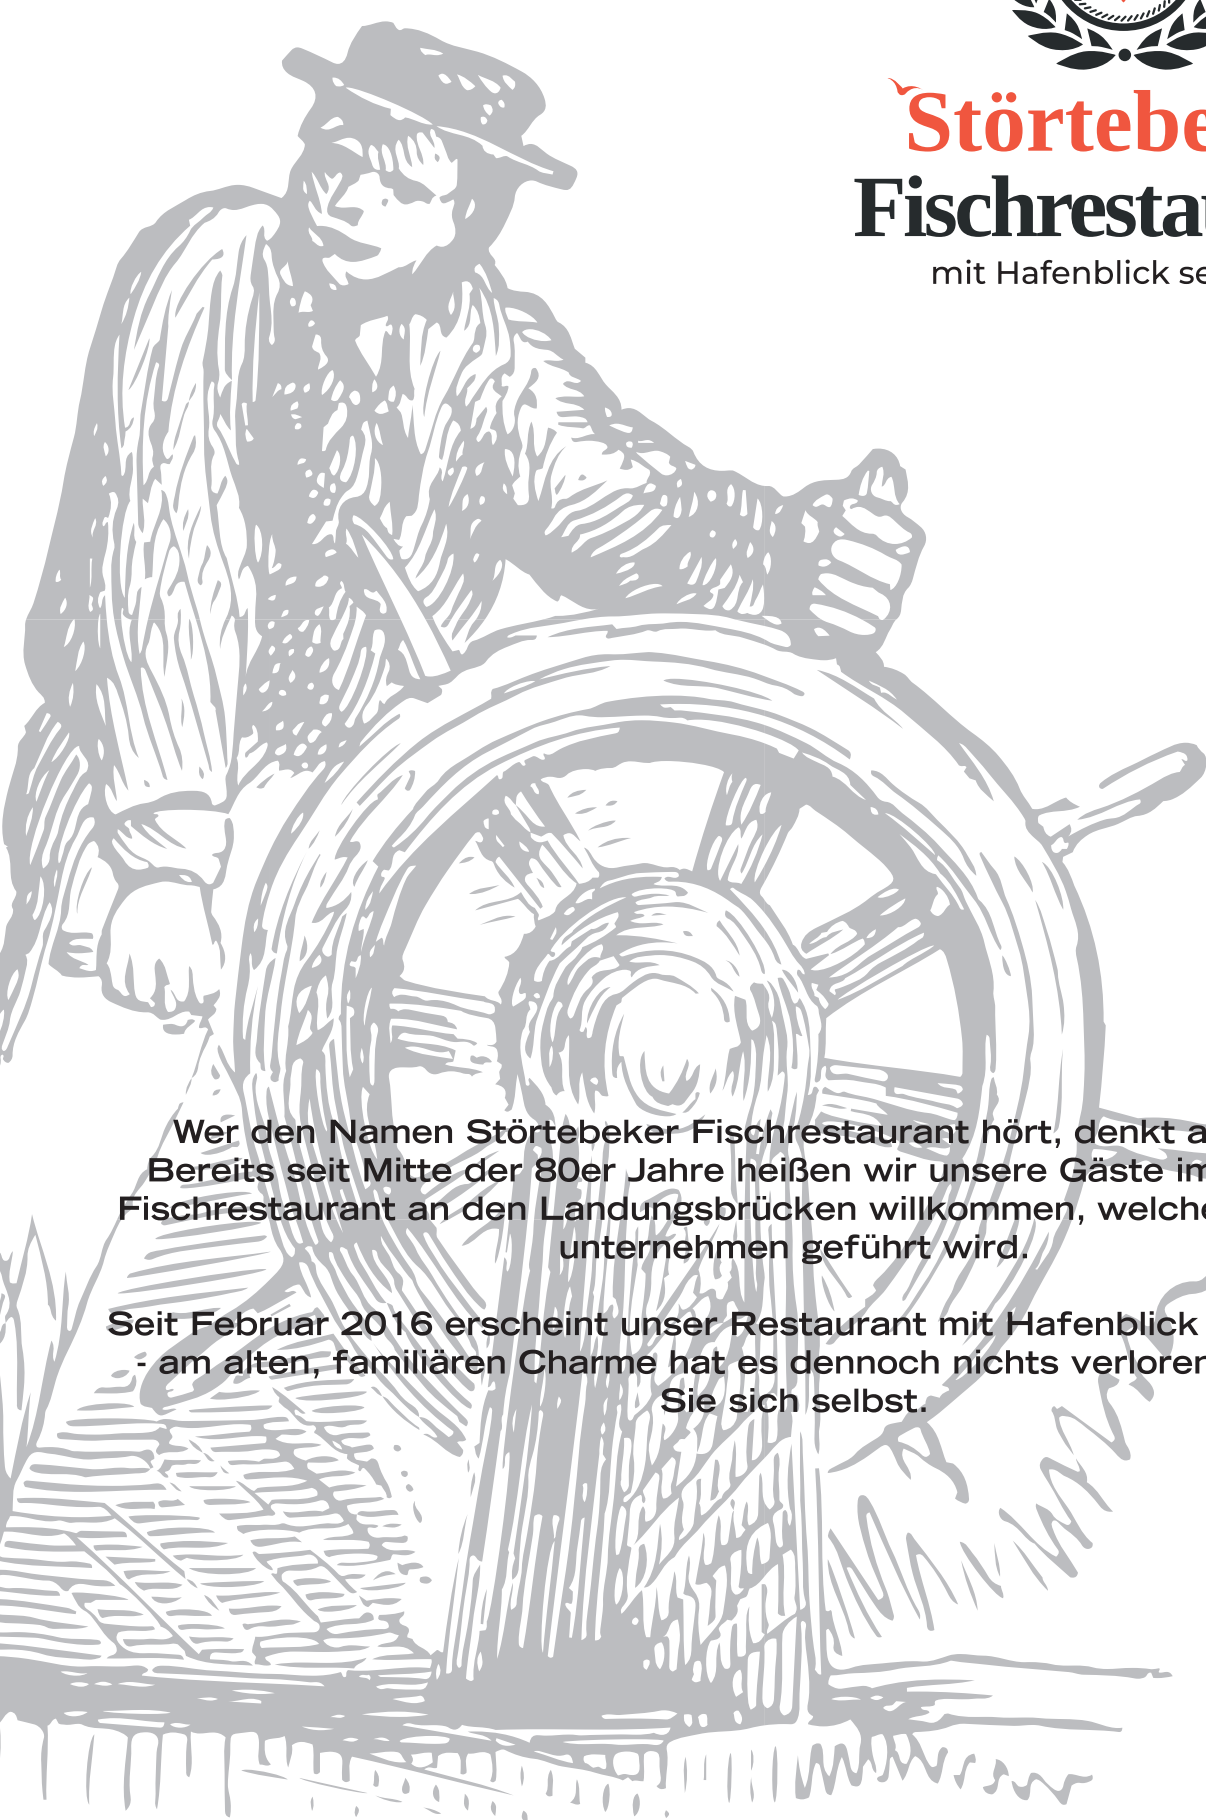 Störtebe
Fischrestau
mit Hafenblick se
Wer den Namen Störtebeker Fischrestaurant hört, denkt a
Bereits seit Mitte der 80er Jahre heißen wir unsere Gäste im
Fischrestaurant an den Landungsbrücken willkommen, welche
unternehmen geführt wird.
Seit Februar 2016 erscheint unser Restaurant mit Hafenblick
- am alten, familiären Charme hat es dennoch nichts verloren
Sie sich selbst.